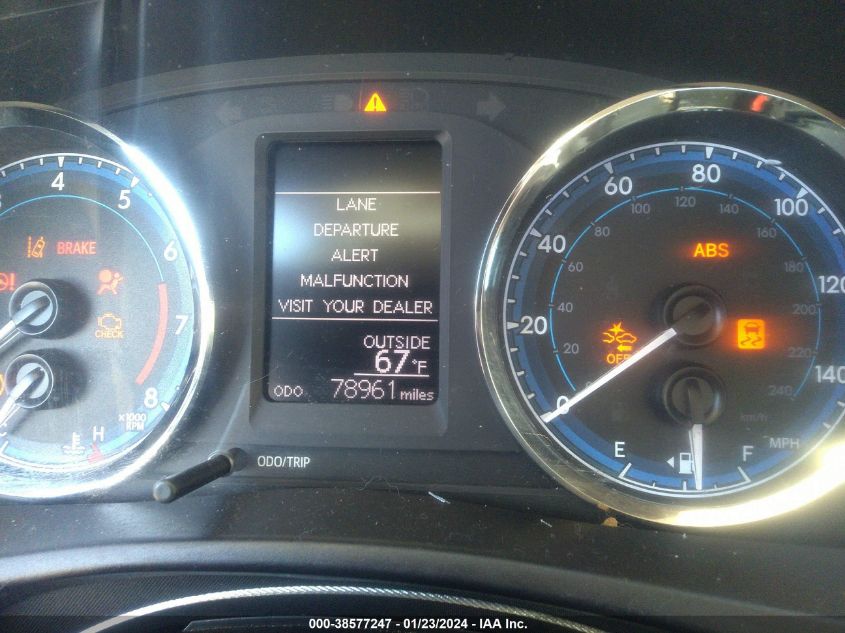 4
5
6
7
8
BRAKE
CHECK
x1000
RPM
H
LANE
DEPARTURE
ALERT
MALFUNCTION
VISIT YOUR DEALER
OUTSIDE
67°F
ODO 78961 miles
ODO/TRIP
0
20
40
60
80
100
120
140
20
40
60
80
100
120
140
160
180
200
220
240
km/h
MPH
ABS
OFF
E
F
000-38577247 - 01/23/2024 - IAA Inc.